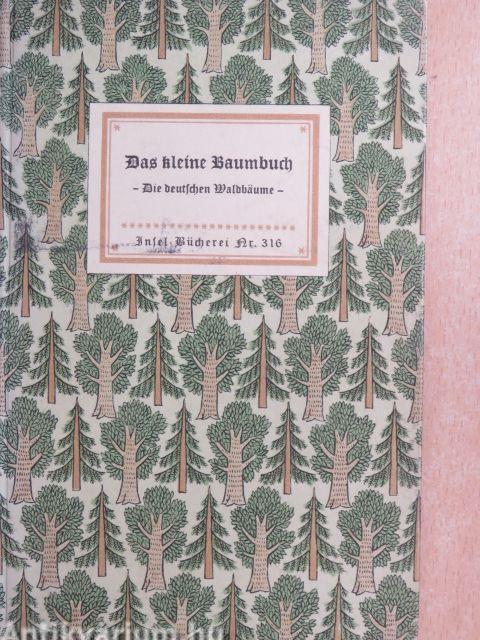 Das kleine Baumbuch
– Die deutschen Waldbäume –
Insel-Bücherei Nr. 316
Antikvarium.hu